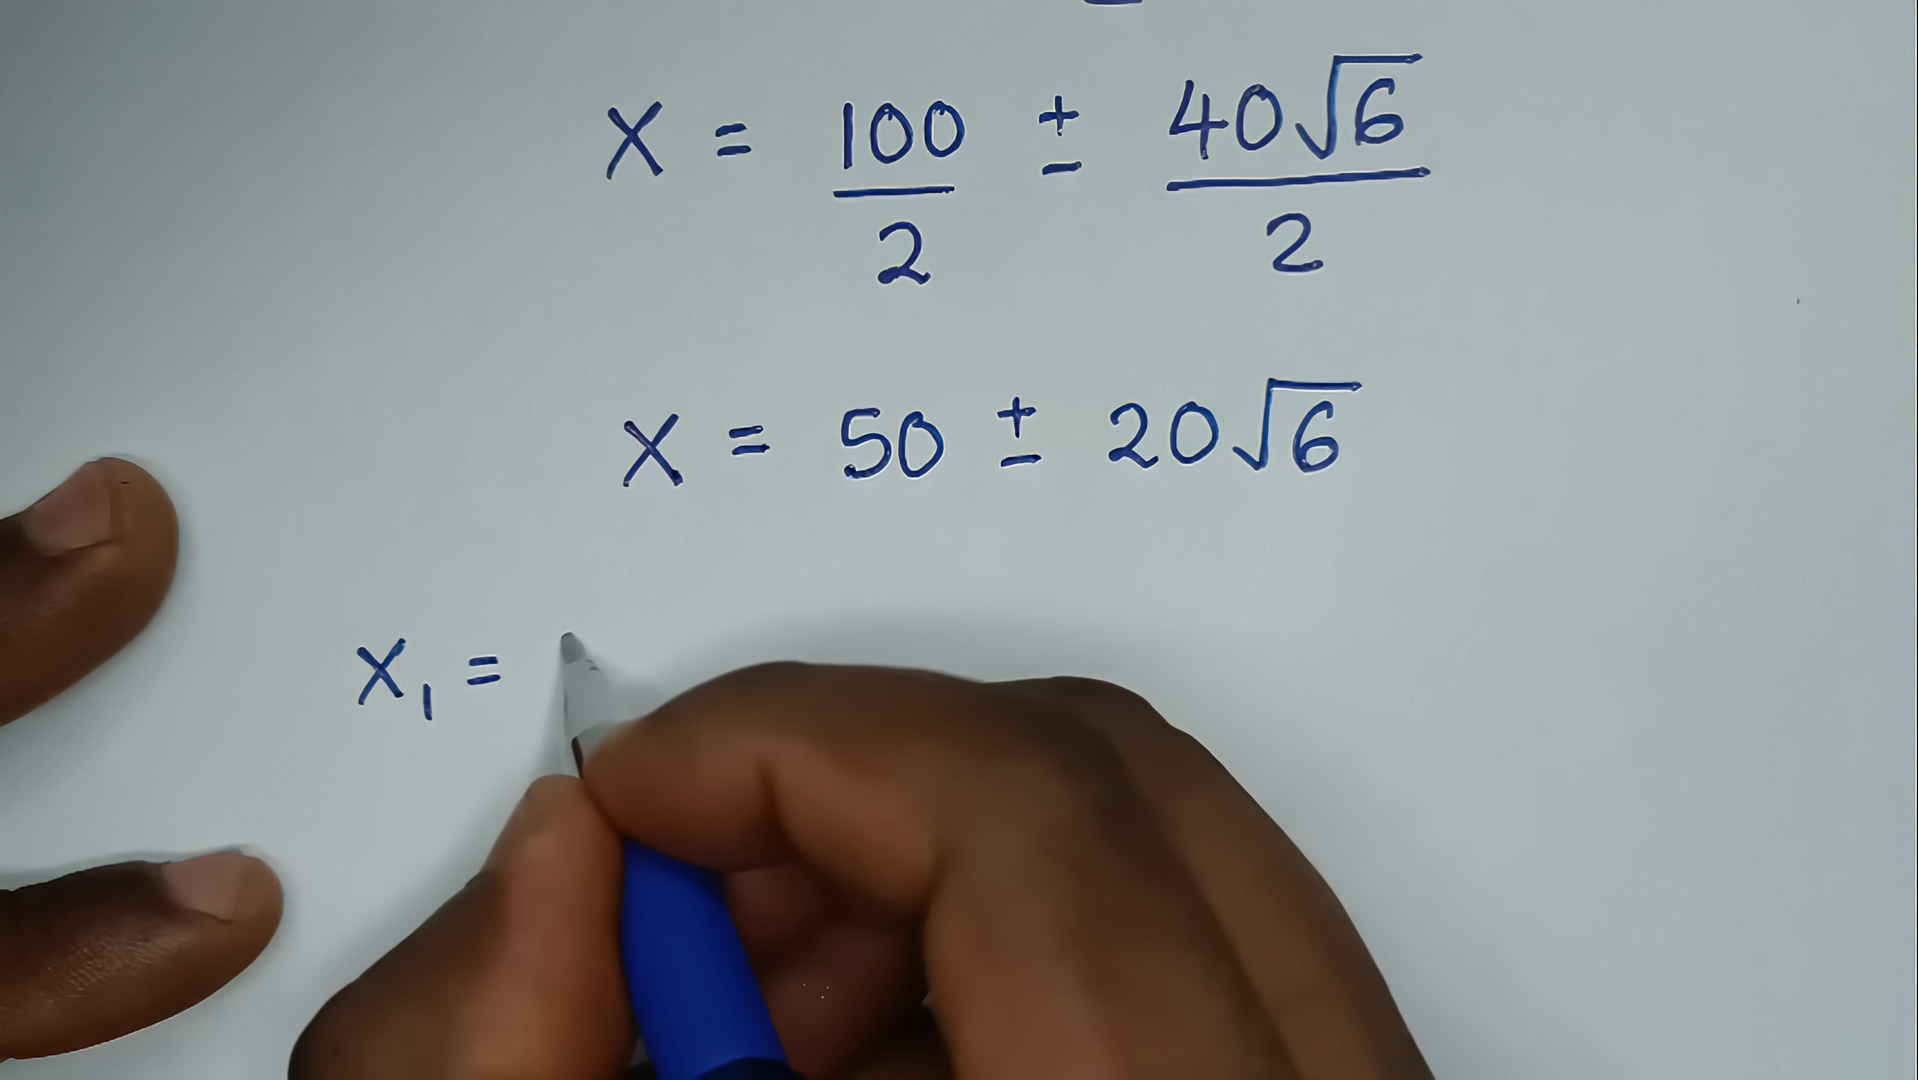 X = 100/2 ± 40√6/2
X = 50 ± 20√6
X₁ =